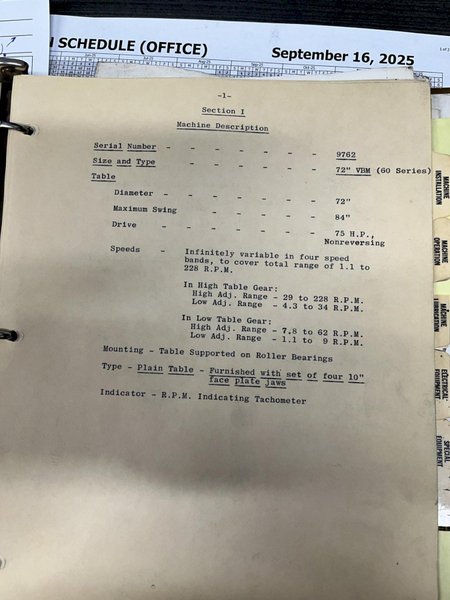 SCHEDULE (OFFICE)
September 16, 2025
-1-
Section I
Machine Description
Serial Number - - - - - - - 9762
Size and Type - - - - - - 72" VBM (60 Series)
Table
Diameter - - - - - - - 72"
Maximum Swing - - - - - 84"
Drive - - - - - - - - 75 H.P.,
Nonreversing
Speeds - Infinitely variable in four speed
bands, to cover total range of 1.1 to
228 R.P.M.
In High Table Gear:
High Adj. Range - 29 to 228 R.P.M.
Low Adj. Range - 4.3 to 34 R.P.M.
In Low Table Gear:
High Adj. Range - 7.8 to 62 R.P.M.
Low Adj. Range - 1.1 to 9 R.P.M.
Mounting - Table Supported on Roller Bearings
Type - Plain Table - Furnished with set of four 10"
face plate jaws
Indicator - R.P.M. Indicating Tachometer
MACHINE
INSTALLATION
MACHINE
OPERATION
MACHINE
ELECTRICAL
EQUIPMENT
SPECIAL
EQUIPMENT